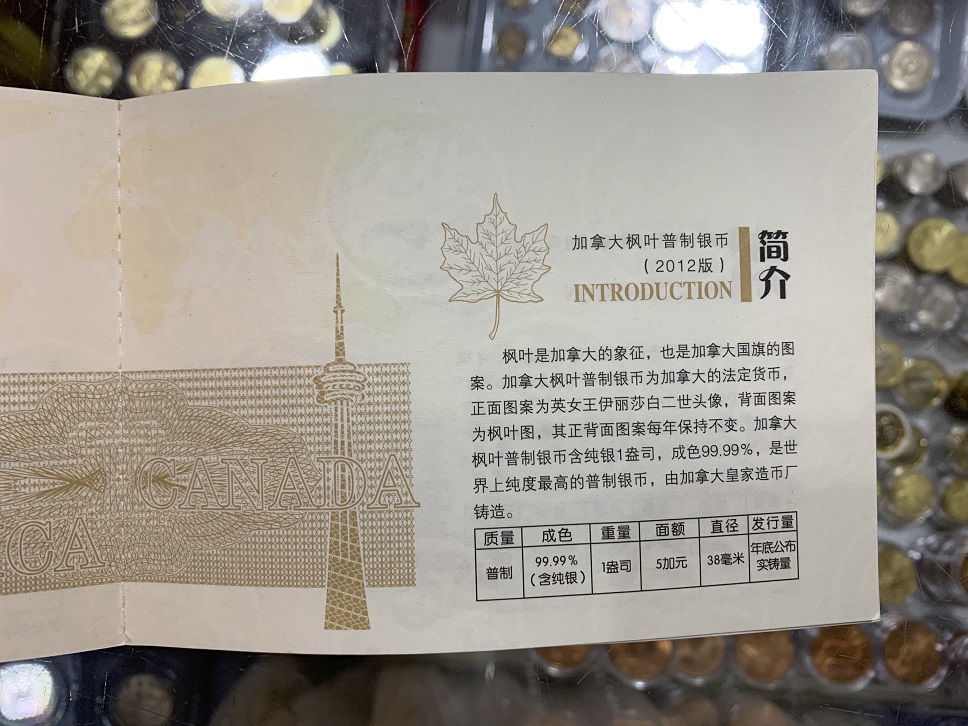 加拿大枫叶普制银币
（2012版）
INTRODUCTION
简介
枫叶是加拿大的象征，也是加拿大国旗的图
案。加拿大枫叶普制银币为加拿大的法定货币，
正面图案为英女王伊丽莎白二世头像，背面图案
为枫叶图，其正背面图案每年保持不变。加拿大
枫叶普制银币含纯银1盎司，成色99.99%，是世
界上纯度最高的普制银币，由加拿大皇家造币厂
铸造。
质量 成色 重量 面额 直径 发行量
普制 99.99%（含纯银） 1盎司 5加元 38毫米 年底公布实铸量
CANADA
CA